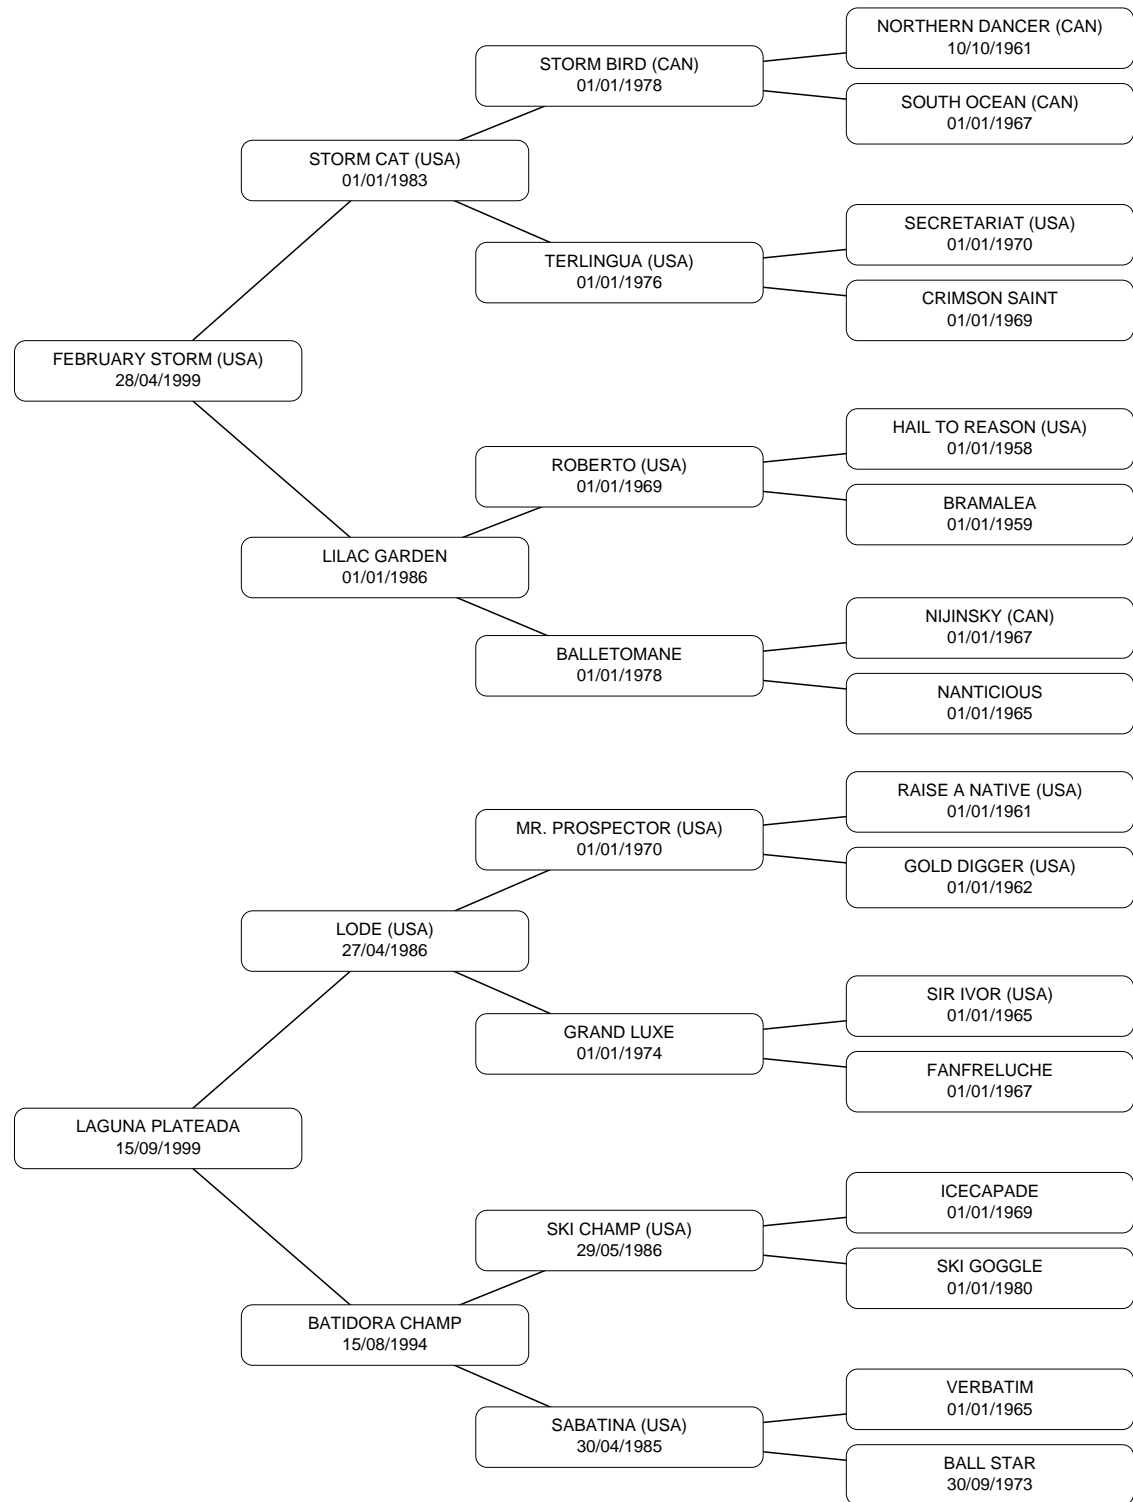 NORTHERN DANCER (CAN)
10/10/1961
STORM BIRD (CAN)
01/01/1978
SOUTH OCEAN (CAN)
01/01/1967
STORM CAT (USA)
01/01/1983
SECRETARIAT (USA)
01/01/1970
TERLINGUA (USA)
01/01/1976
CRIMSON SAINT
01/01/1969
FEBRUARY STORM (USA)
28/04/1999
HAIL TO REASON (USA)
01/01/1958
ROBERTO (USA)
01/01/1969
BRAMALEA
01/01/1959
LILAC GARDEN
01/01/1986
NIJINSKY (CAN)
01/01/1967
BALLETOMANE
01/01/1978
NANTICIOUS
01/01/1965
RAISE A NATIVE (USA)
01/01/1961
MR. PROSPECTOR (USA)
01/01/1970
GOLD DIGGER (USA)
01/01/1962
LODE (USA)
27/04/1986
SIR IVOR (USA)
01/01/1965
GRAND LUXE
01/01/1974
FANFRELUCHE
01/01/1967
LAGUNA PLATEADA
15/09/1999
ICECAPADE
01/01/1969
SKI CHAMP (USA)
29/05/1986
SKI GOGGLE
01/01/1980
BATIDORA CHAMP
15/08/1994
VERBATIM
01/01/1965
SABATINA (USA)
30/04/1985
BALL STAR
30/09/1973